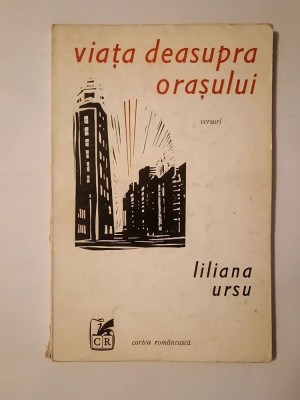 viața deasupra
orașului
versuri
liliana
ursu
CR
cartea românească